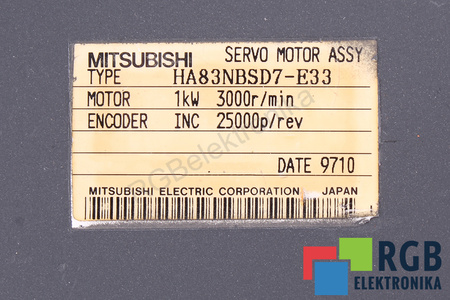 MITSUBISHI SERVO MOTOR ASSY
TYPE HA83NBSD7-E33
MOTOR 1kW 3000r/min
ENCODER INC 25000p/rev
DATE 9710
MITSUBISHI ELECTRIC CORPORATION JAPAN
RGBelektronika
RGB
ELEKTRONIKA